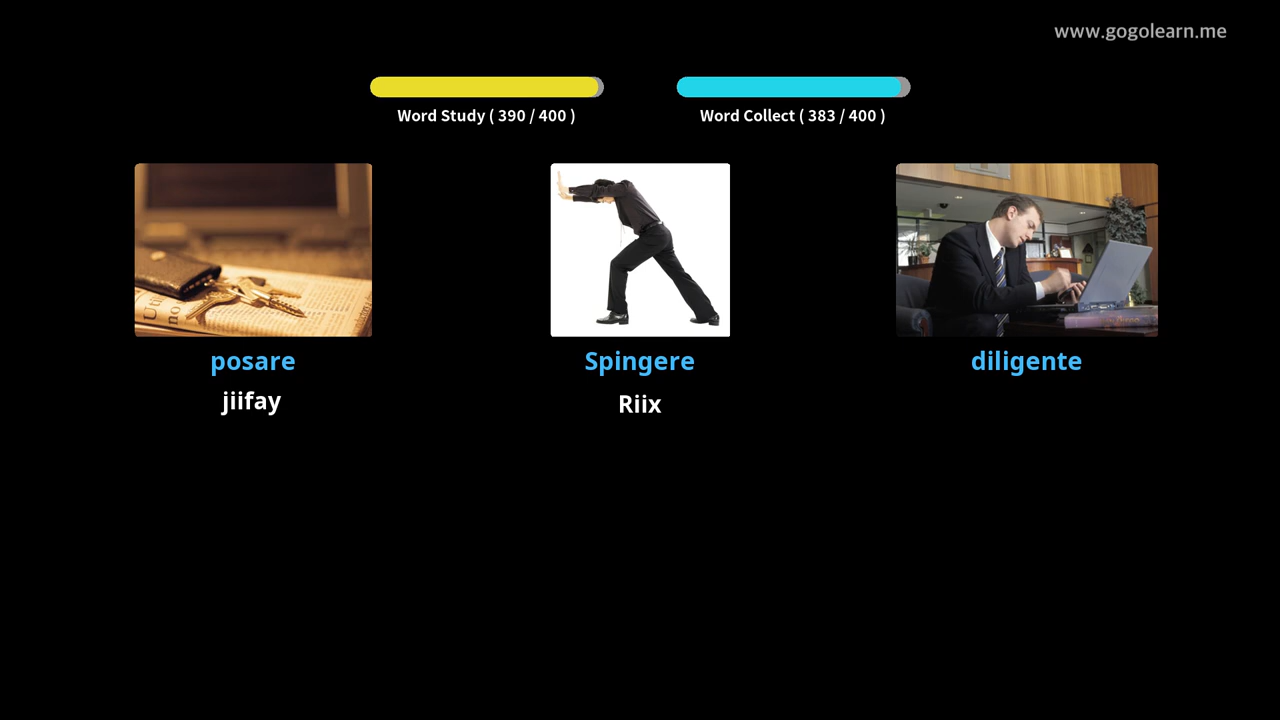 www.gogolearn.me
Word Study ( 390 / 400 )
Word Collect ( 383 / 400 )
posare
Spingere
diligente
jiifay
Riix